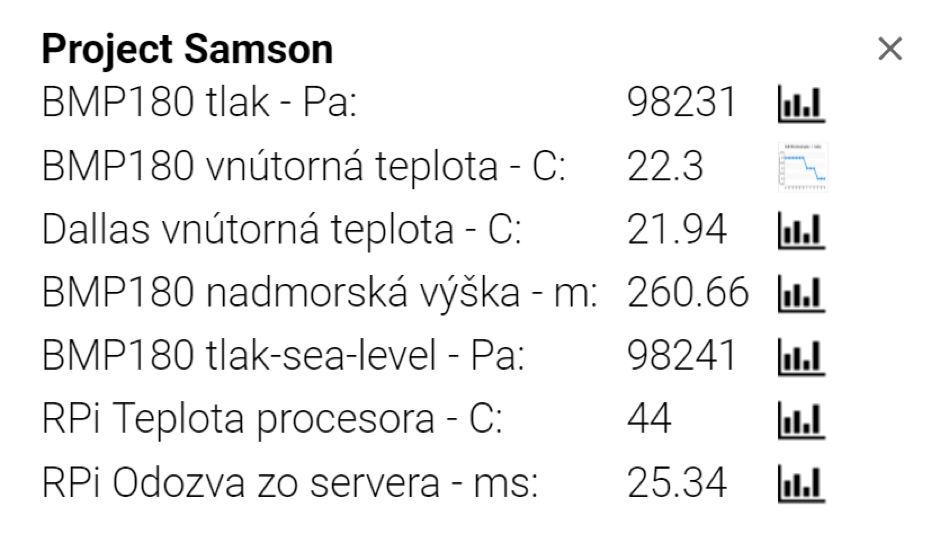 Project Samson
BMP180 tlak - Pa: 98231
BMP180 vnútorná teplota - C: 22.3
Dallas vnútorná teplota - C: 21.94
BMP180 nadmorská výška - m: 260.66
BMP180 tlak-sea-level - Pa: 98241
RPi Teplota procesora - C: 44
RPi Odozva zo servera - ms: 25.34